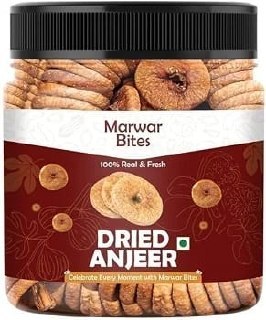 Marwar
Bites
100% Real & Fresh
DRIED
ANJEER
Celebrate Every Moment with Marwar Bites